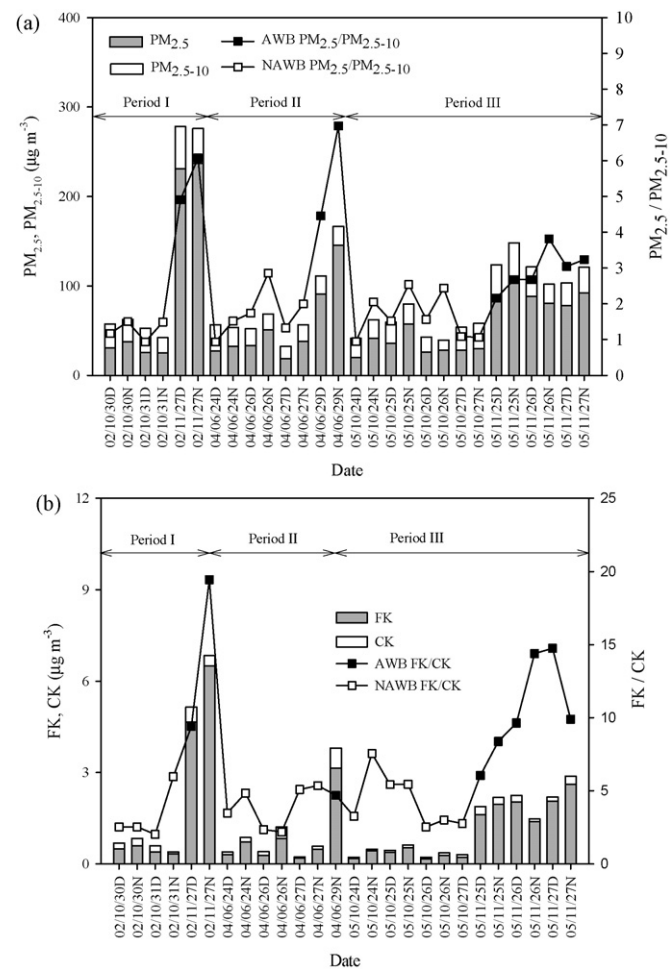 (a)
400
300
200
100
0
PM2.5, PM2.5-10 (µg m-3)
PM2.5
PM2.5-10
AWB PM2.5/PM2.5-10
NAWB PM2.5/PM2.5-10
Period I
Period II
Period III
10
9
8
7
6
5
4
3
2
1
0
PM2.5 / PM2.5-10
02/10/30D
02/10/30N
02/10/31D
02/10/31N
02/11/27D
02/11/27N
04/06/24D
04/06/24N
04/06/26D
04/06/26N
04/06/27D
04/06/27N
04/06/29D
04/06/29N
05/10/24D
05/10/24N
05/10/25D
05/10/25N
05/10/26D
05/10/26N
05/10/27D
05/10/27N
05/11/25D
05/11/25N
05/11/26D
05/11/26N
05/11/27D
05/11/27N
Date
(b)
12
9
6
3
0
FK, CK (µg m-3)
Period I
Period II
Period III
FK
CK
AWB FK/CK
NAWB FK/CK
25
20
15
10
5
0
FK / CK
02/10/30D
02/10/30N
02/10/31D
02/10/31N
02/11/27D
02/11/27N
04/06/24D
04/06/24N
04/06/26D
04/06/26N
04/06/27D
04/06/27N
04/06/29N
05/10/24D
05/10/24N
05/10/25D
05/10/25N
05/10/26D
05/10/26N
05/10/27D
05/11/25D
05/11/25N
05/11/26D
05/11/26N
05/11/27D
05/11/27N
Date